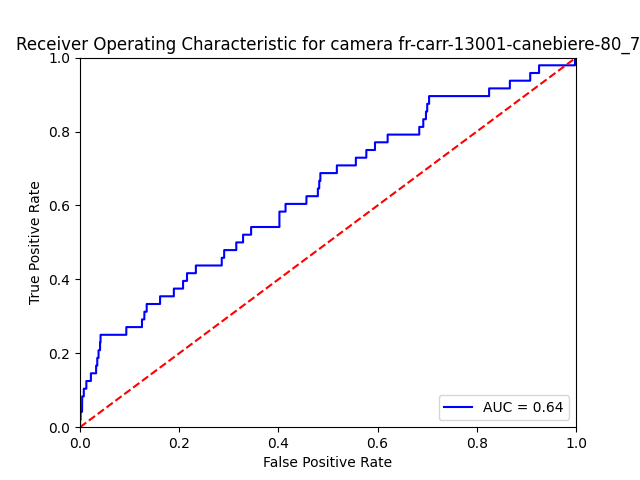 Receiver Operating Characteristic for camera fr-carr-13001-canebiere-80_7
1.0
0.8
0.6
0.4
0.2
0.0
True Positive Rate
AUC = 0.64
0.0 0.2 0.4 0.6 0.8 1.0
False Positive Rate